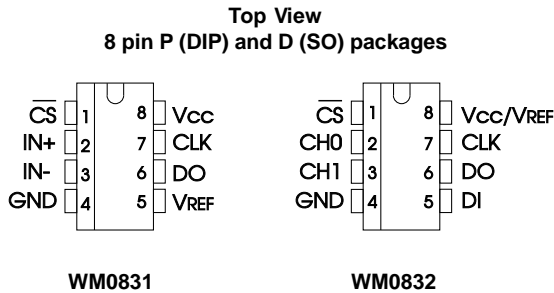 Top View
8 pin P (DIP) and D (SO) packages
CS 1 8 Vcc
IN+ 2 7 CLK
IN- 3 6 DO
GND 4 5 VREF
WM0831
CS 1 8 Vcc/VREF
CH0 2 7 CLK
CH1 3 6 DO
GND 4 5 DI
WM0832